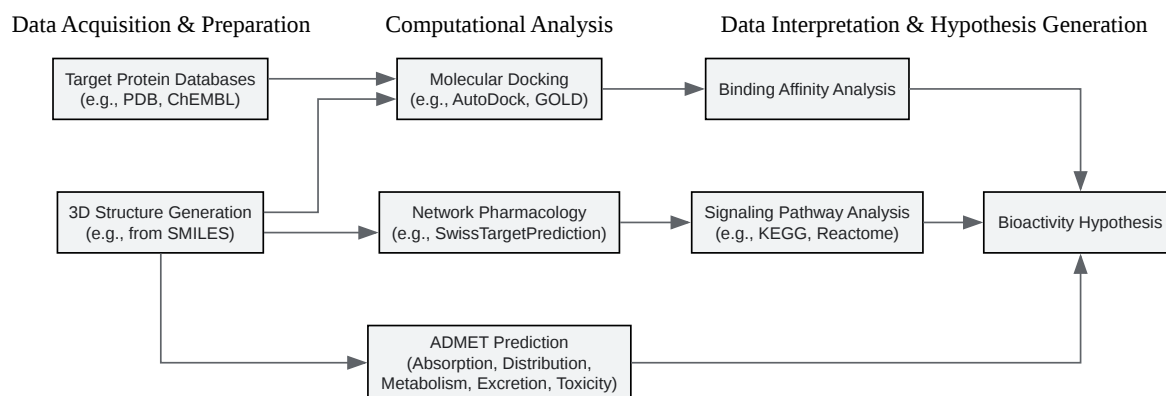 Data Acquisition & Preparation
Computational Analysis
Data Interpretation & Hypothesis Generation
Target Protein Databases
(e.g., PDB, ChEMBL)
Molecular Docking
(e.g., AutoDock, GOLD)
Binding Affinity Analysis
3D Structure Generation
(e.g., from SMILES)
Network Pharmacology
(e.g., SwissTargetPrediction)
Signaling Pathway Analysis
(e.g., KEGG, Reactome)
Bioactivity Hypothesis
ADMET Prediction
(Absorption, Distribution,
Metabolism, Excretion, Toxicity)